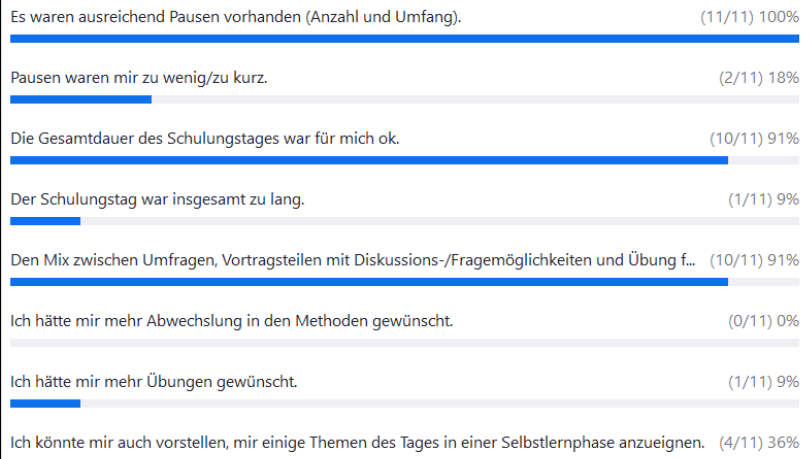 Es waren ausreichend Pausen vorhanden (Anzahl und Umfang). (11/11) 100%
Pausen waren mir zu wenig/zu kurz. (2/11) 18%
Die Gesamtdauer des Schulungstages war für mich ok. (10/11) 91%
Der Schulungstag war insgesamt zu lang. (1/11) 9%
Den Mix zwischen Umfragen, Vortragsteilen mit Diskussions-/Fragemöglichkeiten und Übung f... (10/11) 91%
Ich hätte mir mehr Abwechslung in den Methoden gewünscht. (0/11) 0%
Ich hätte mir mehr Übungen gewünscht. (1/11) 9%
Ich könnte mir auch vorstellen, mir einige Themen des Tages in einer Selbstlernphase anzueignen. (4/11) 36%